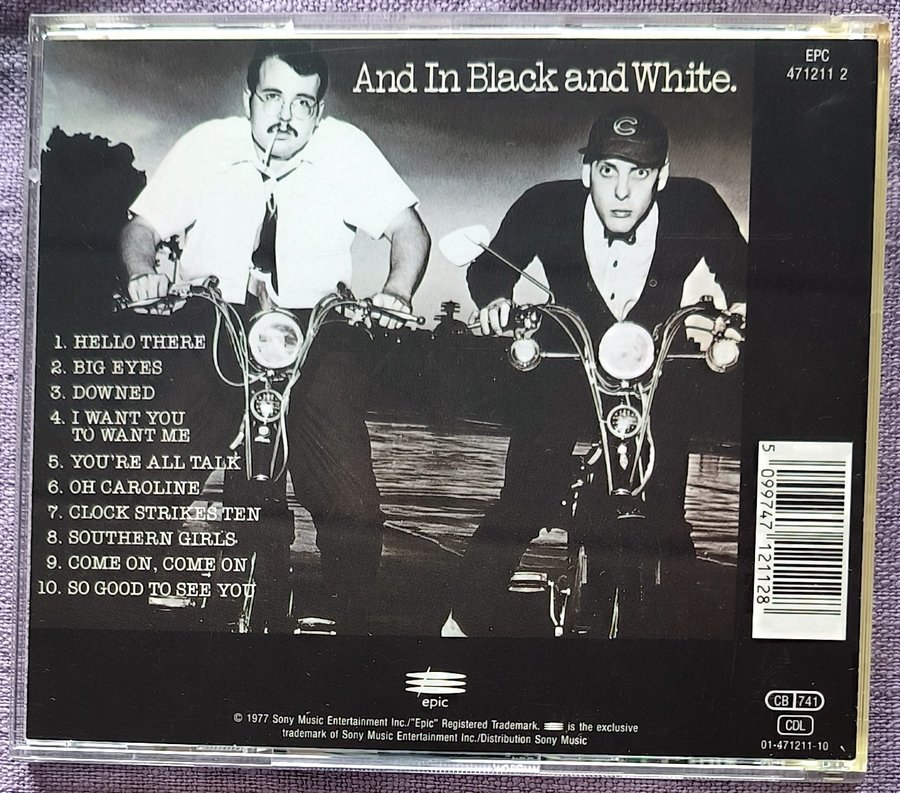 And In Black and White.
EPC
471211 2
C
1. HELLO THERE
2. BIG EYES
3. DOWNED
4. I WANT YOU
TO WANT ME
5. YOU'RE ALL TALK
6. OH CAROLINE
7. CLOCK STRIKES TEN
8. SOUTHERN GIRLS
9. COME ON, COME ON
10. SO GOOD TO SEE YOU
5 099747 121128
epic
© 1977 Sony Music Entertainment Inc./"Epic" Registered Trademark. is the exclusive
trademark of Sony Music Entertainment Inc./Distribution Sony Music
CB 741
CDL
01-471211-10